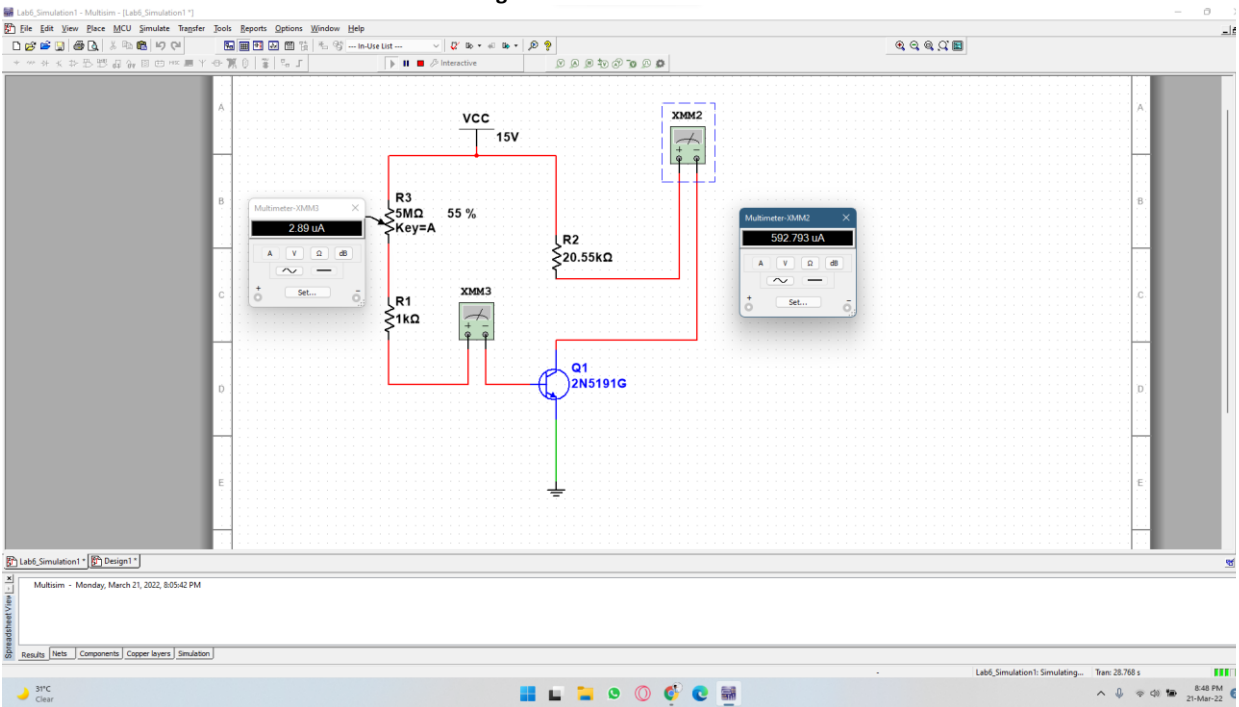 Lab6_Simulation1 - Multisim - [Lab6_Simulation1 *]
File Edit View Place MCU Simulate Transfer Tools Reports Options Window Help
--- In-Use List ---
Interactive
A
A
VCC
15V
XMM2
B
B
Multimeter-XMM3
2.89 uA
A V Ω dB
Set...
R3
5MΩ 55 %
Key=A
Multimeter-XMM2
592.793 uA
A V Ω dB
Set...
R2
20.55kΩ
C
C
R1
1kΩ
XMM3
D
D
Q1
2N5191G
E
E
Lab6_Simulation1 * Design1 *
Multisim - Monday, March 21, 2022, 8:05:42 PM
Spreadsheet View
Results Nets Components Copper layers Simulation
Lab6_Simulation1: Simulating... Tran: 28.768 s
31°C
Clear
8:48 PM
21-Mar-22